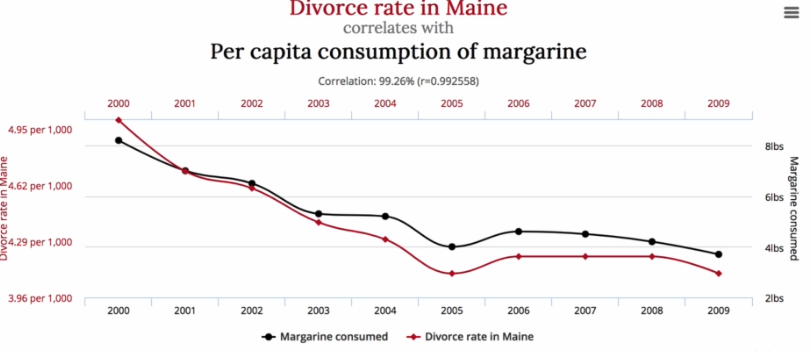 Divorce rate in Maine
correlates with
Per capita consumption of margarine
Correlation: 99.26% (r=0.992558)
2000 2001 2002 2003 2004 2005 2006 2007 2008 2009
4.95 per 1,000
4.62 per 1,000
4.29 per 1,000
3.96 per 1,000
Divorce rate in Maine
8lbs
6lbs
4lbs
2lbs
Margarine consumed
2000 2001 2002 2003 2004 2005 2006 2007 2008 2009
Margarine consumed Divorce rate in Maine